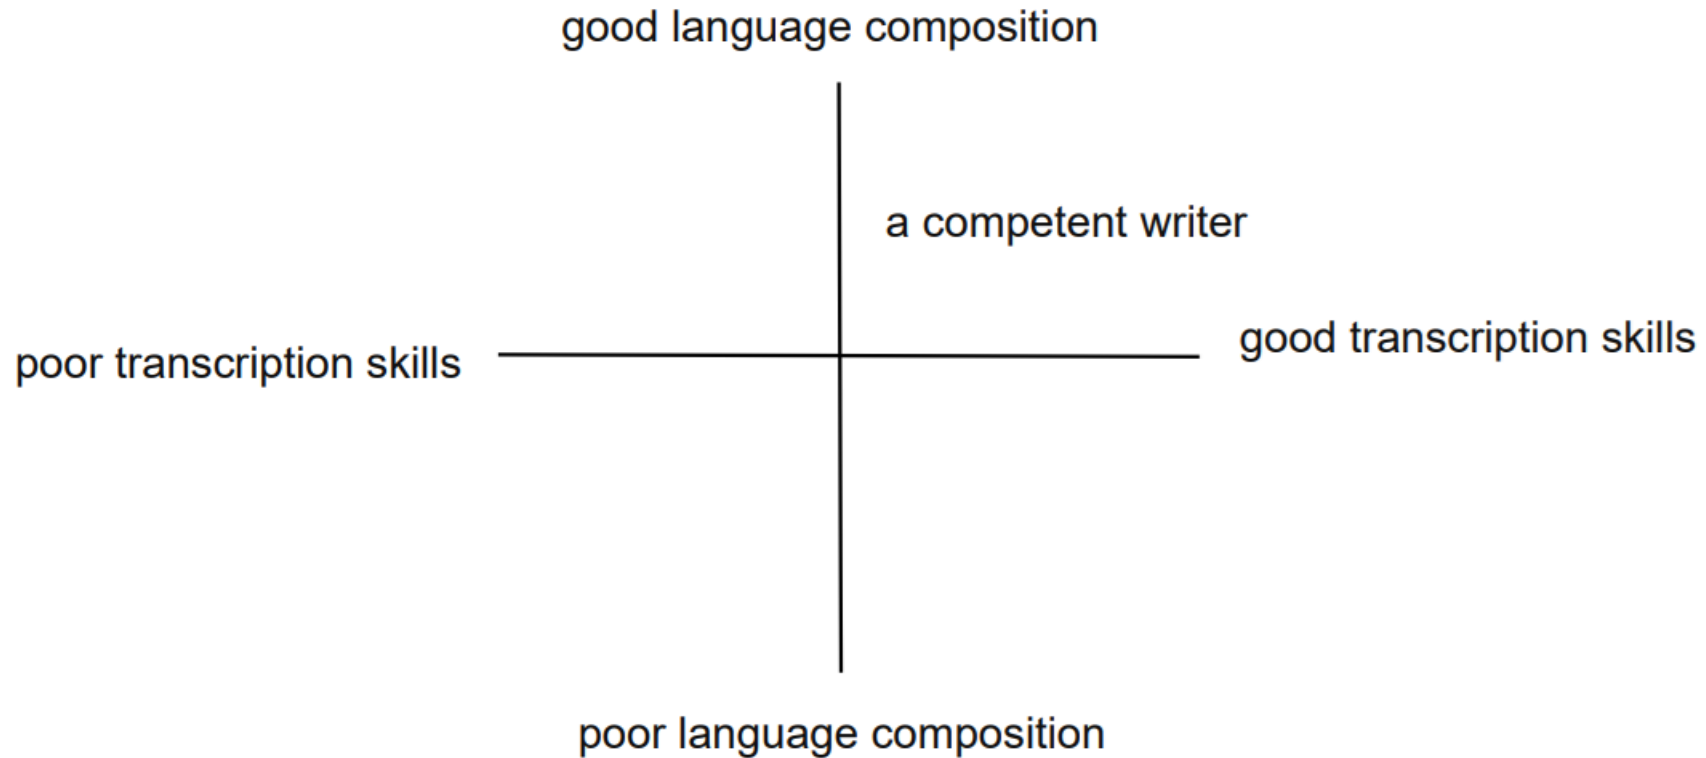 good language composition
a competent writer
good transcription skills
poor transcription skills
poor language composition